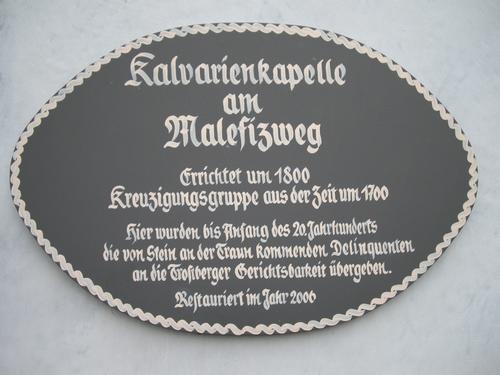 Kalvarienkapelle
am
Malefizweg
Errichtet um 1800
Kreuzigungsgruppe aus der Zeit um 1700
Hier wurden bis Anfang des 20. Jahrhunderts
die von Stein an der Traun kommenden Delinquenten
an die Troßberger Gerichtsbarkeit übergeben.
Restauriert im Jahr 2006